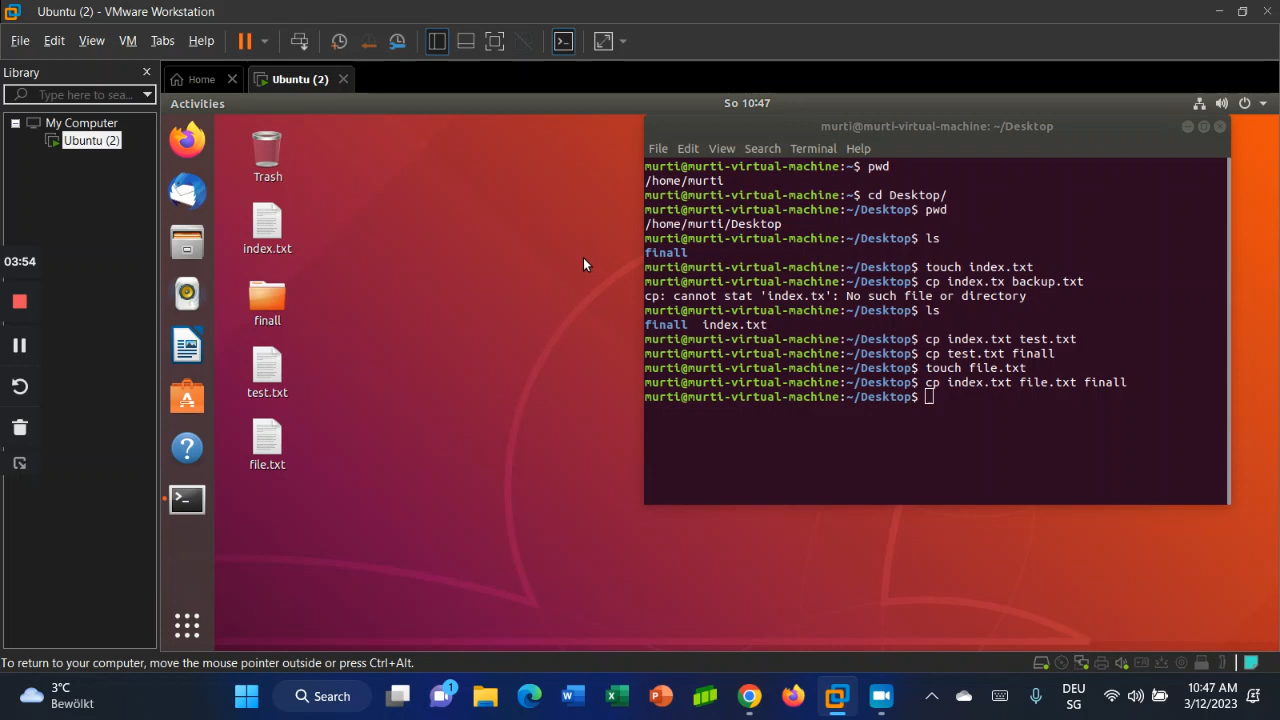 Ubuntu (2) - VMware Workstation
File Edit View VM Tabs Help
Library
Type here to sea...
Home
Ubuntu (2)
My Computer
Ubuntu (2)
Activities
So 10:47
Trash
index.txt
finall
test.txt
file.txt
03:54
murti@murti-virtual-machine: ~/Desktop
File Edit View Search Terminal Help
murti@murti-virtual-machine:~$ pwd
/home/murti
murti@murti-virtual-machine:~$ cd Desktop/
murti@murti-virtual-machine:~/Desktop$ pwd
/home/murti/Desktop
murti@murti-virtual-machine:~/Desktop$ ls
finall
murti@murti-virtual-machine:~/Desktop$ touch index.txt
murti@murti-virtual-machine:~/Desktop$ cp index.tx backup.txt
cp: cannot stat 'index.tx': No such file or directory
murti@murti-virtual-machine:~/Desktop$ ls
finall index.txt
murti@murti-virtual-machine:~/Desktop$ cp index.txt test.txt
murti@murti-virtual-machine:~/Desktop$ cp test.txt finall
murti@murti-virtual-machine:~/Desktop$ touch file.txt
murti@murti-virtual-machine:~/Desktop$ cp index.txt file.txt finall
murti@murti-virtual-machine:~/Desktop$
To return to your computer, move the mouse pointer outside or press Ctrl+Alt.
3°C
Bewölkt
Search
1
DEU
SG
10:47 AM
3/12/2023